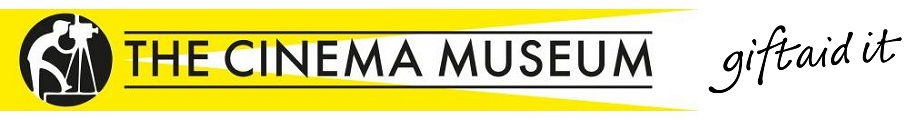 THE CINEMA MUSEUM
giftaid it